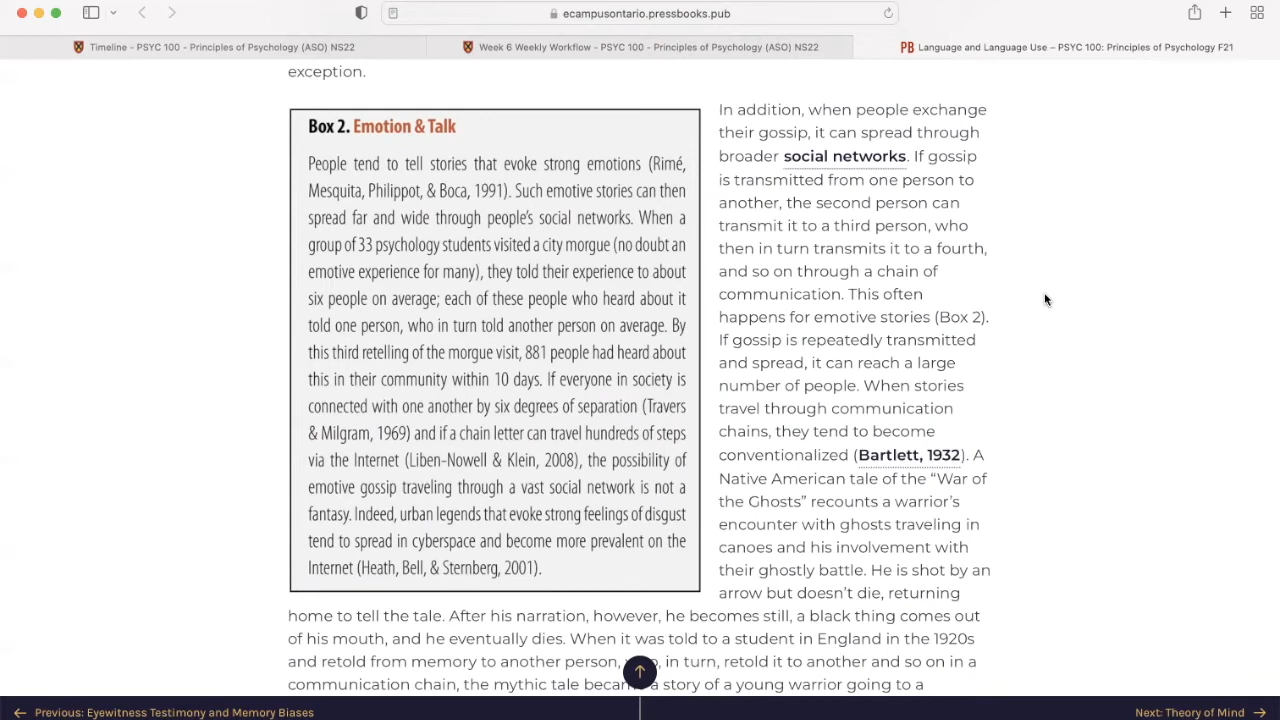 ecampusontario.pressbooks.pub
Timeline - PSYC 100 - Principles of Psychology (ASO) NS22
Week 6 Weekly Workflow - PSYC 100 - Principles of Psychology (ASO) NS22
PB Language and Language Use – PSYC 100: Principles of Psychology F21
exception.
Box 2. Emotion & Talk
People tend to tell stories that evoke strong emotions (Rimé,
Mesquita, Philippot, & Boca, 1991). Such emotive stories can then
spread far and wide through people's social networks. When a
group of 33 psychology students visited a city morgue (no doubt an
emotive experience for many), they told their experience to about
six people on average; each of these people who heard about it
told one person, who in turn told another person on average. By
this third retelling of the morgue visit, 881 people had heard about
this in their community within 10 days. If everyone in society is
connected with one another by six degrees of separation (Travers
& Milgram, 1969) and if a chain letter can travel hundreds of steps
via the Internet (Liben-Nowell & Klein, 2008), the possibility of
emotive gossip traveling through a vast social network is not a
fantasy. Indeed, urban legends that evoke strong feelings of disgust
tend to spread in cyberspace and become more prevalent on the
Internet (Heath, Bell, & Sternberg, 2001).
In addition, when people exchange
their gossip, it can spread through
broader social networks. If gossip
is transmitted from one person to
another, the second person can
transmit it to a third person, who
then in turn transmits it to a fourth,
and so on through a chain of
communication. This often
happens for emotive stories (Box 2).
If gossip is repeatedly transmitted
and spread, it can reach a large
number of people. When stories
travel through communication
chains, they tend to become
conventionalized (Bartlett, 1932). A
Native American tale of the “War of
the Ghosts” recounts a warrior’s
encounter with ghosts traveling in
canoes and his involvement with
their ghostly battle. He is shot by an
arrow but doesn’t die, returning
home to tell the tale. After his narration, however, he becomes still, a black thing comes out
of his mouth, and he eventually dies. When it was told to a student in England in the 1920s
and retold from memory to another person, in turn, retold it to another and so on in a
communication chain, the mythic tale became a story of a young warrior going to a
← Previous: Eyewitness Testimony and Memory Biases
Next: Theory of Mind →